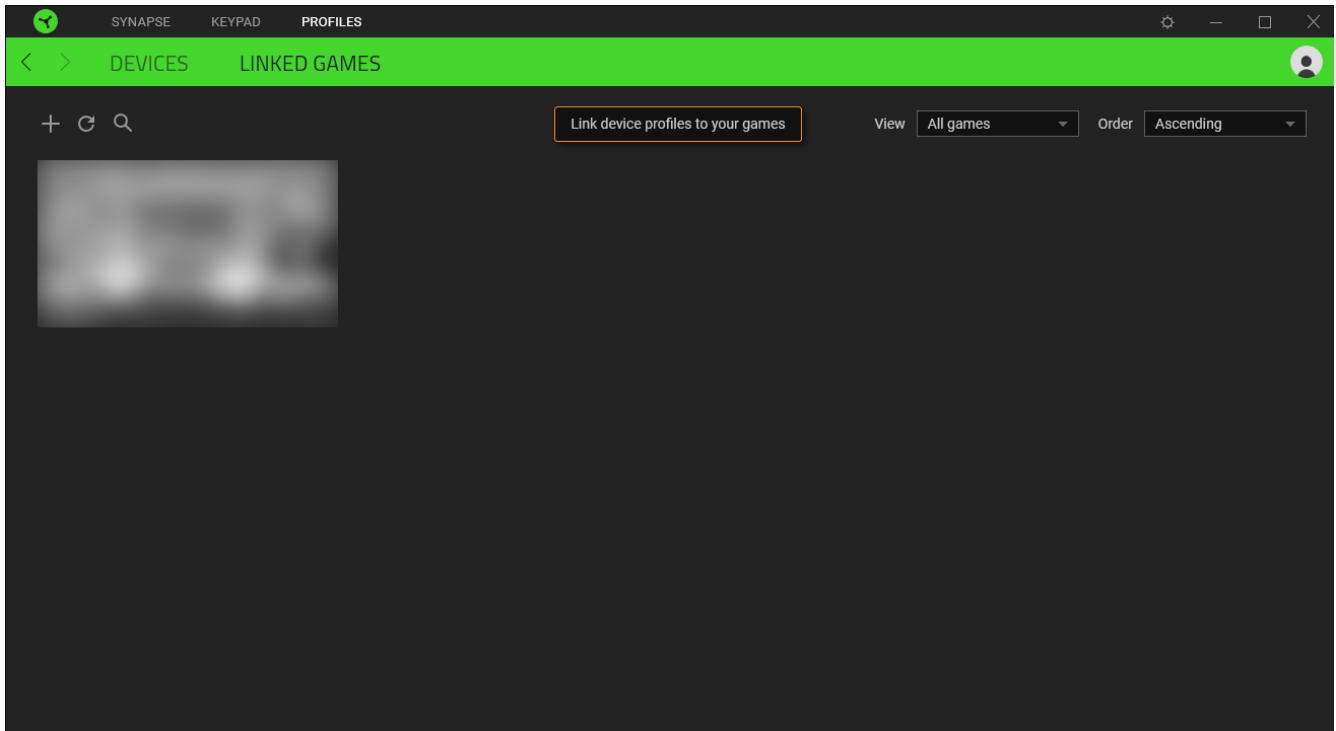 SYNAPSE KEYPAD PROFILES
DEVICES LINKED GAMES
Link device profiles to your games View All games Order Ascending